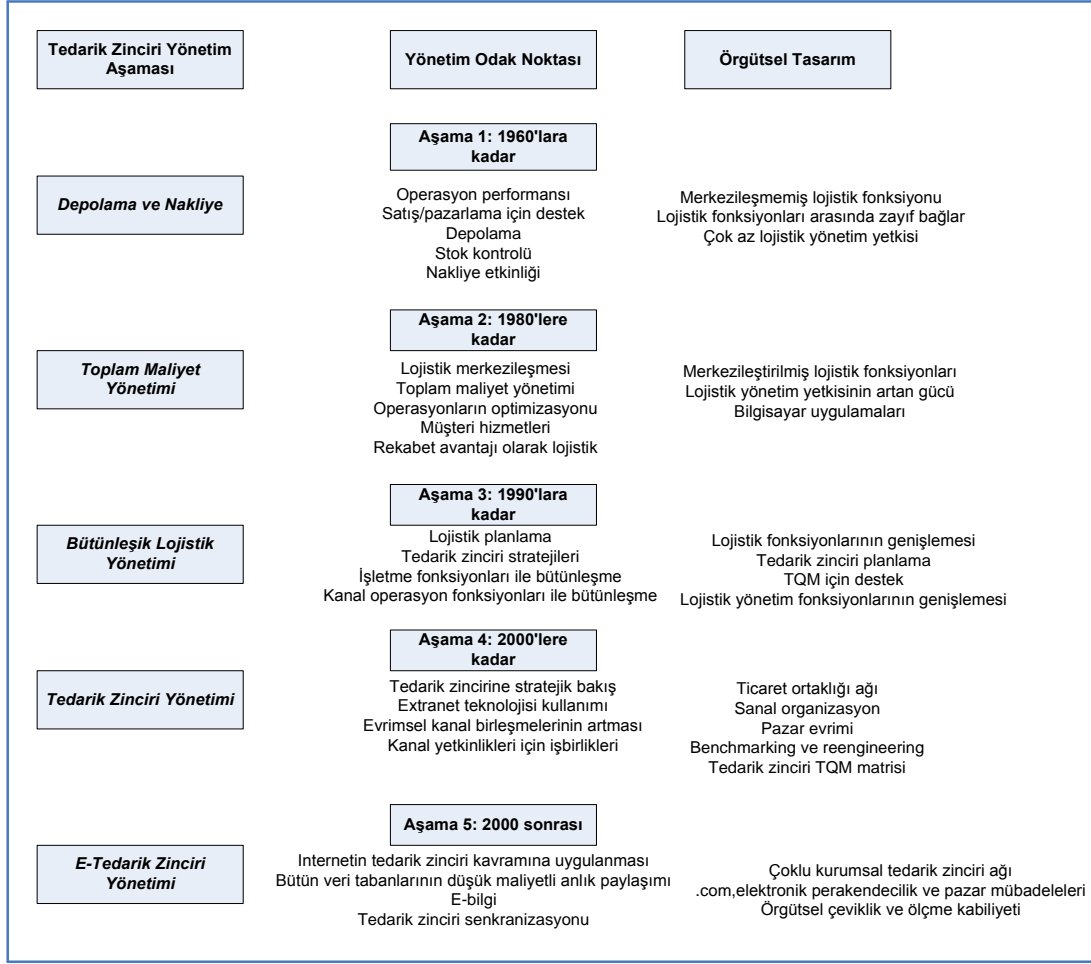 Tedarik Zinciri Yönetim
Aşaması
Yönetim Odak Noktası
Örgütsel Tasarım
Aşama 1: 1960'lara
kadar
Depolama ve Nakliye
Operasyon performansı
Satış/pazarlama için destek
Depolama
Stok kontrolü
Nakliye etkinliği
Merkezileşmemiş lojistik fonksiyonu
Lojistik fonksiyonları arasında zayıf bağlar
Çok az lojistik yönetim yetkisi
Aşama 2: 1980'lere
kadar
Toplam Maliyet
Yönetimi
Lojistik merkezileşmesi
Toplam maliyet yönetimi
Operasyonların optimizasyonu
Müşteri hizmetleri
Rekabet avantajı olarak lojistik
Merkezileştirilmiş lojistik fonksiyonları
Lojistik yönetim yetkisinin artan gücü
Bilgisayar uygulamaları
Aşama 3: 1990'lara
kadar
Bütünleşik Lojistik
Yönetimi
Lojistik planlama
Tedarik zinciri stratejileri
İşletme fonksiyonları ile bütünleşme
Kanal operasyon fonksiyonları ile bütünleşme
Lojistik fonksiyonlarının genişlemesi
Tedarik zinciri planlama
TQM için destek
Lojistik yönetim fonksiyonlarının genişlemesi
Aşama 4: 2000'lere
kadar
Tedarik Zinciri Yönetimi
Tedarik zincirine stratejik bakış
Extranet teknolojisi kullanımı
Evrimsel kanal birleşmelerinin artması
Kanal yetkinlikleri için işbirlikleri
Ticaret ortaklığı ağı
Sanal organizasyon
Pazar evrimi
Benchmarking ve reengineering
Tedarik zinciri TQM matrisi
Aşama 5: 2000 sonrası
E-Tedarik Zinciri
Yönetimi
Internetin tedarik zinciri kavramına uygulanması
Bütün veri tabanlarının düşük maliyetli anlık paylaşımı
E-bilgi
Tedarik zinciri senkranizasyonu
Çoklu kurumsal tedarik zinciri ağı
.com,elektronik perakendecilik ve pazar mübadeleleri
Örgütsel çeviklik ve ölçme kabiliyeti